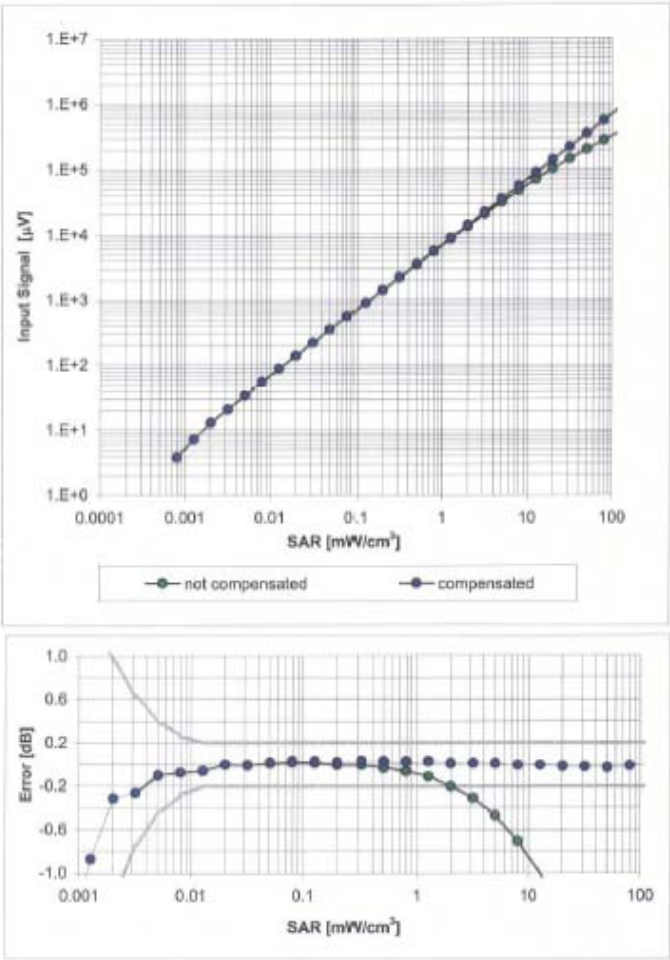 1.E+7
1.E+6
1.E+5
1.E+4
1.E+3
1.E+2
1.E+1
1.E+0
Input Signal [µV]
0.0001 0.001 0.01 0.1 1 10 100
SAR [mW/cm³]
not compensated compensated
1.0
0.6
0.2
-0.2
-0.6
-1.0
Error [dB]
0.001 0.01 0.1 1 10 100
SAR [mW/cm³]